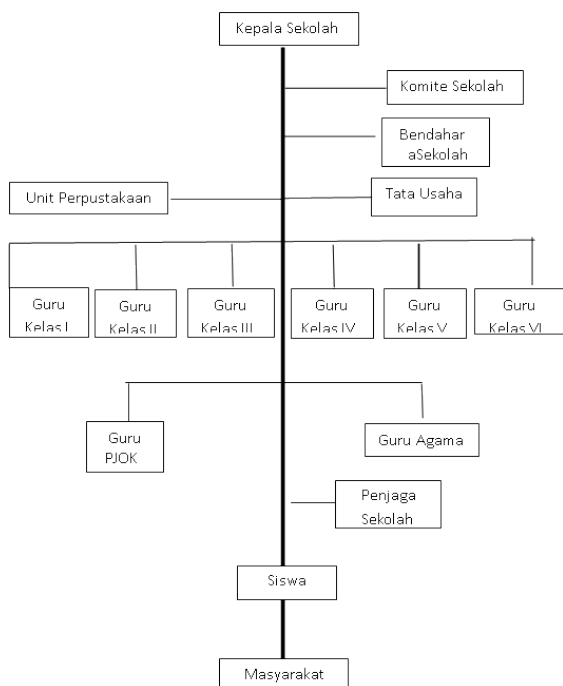 Kepala Sekolah
Komite Sekolah
Bendahar
aSekolah
Unit Perpustakaan
Tata Usaha
Guru
Kelas I
Guru
Kelas II
Guru
Kelas III
Guru
Kelas IV
Guru
Kelas V
Guru
Kelas VI
Guru
PJOK
Guru Agama
Penjaga
Sekolah
Siswa
Masyarakat